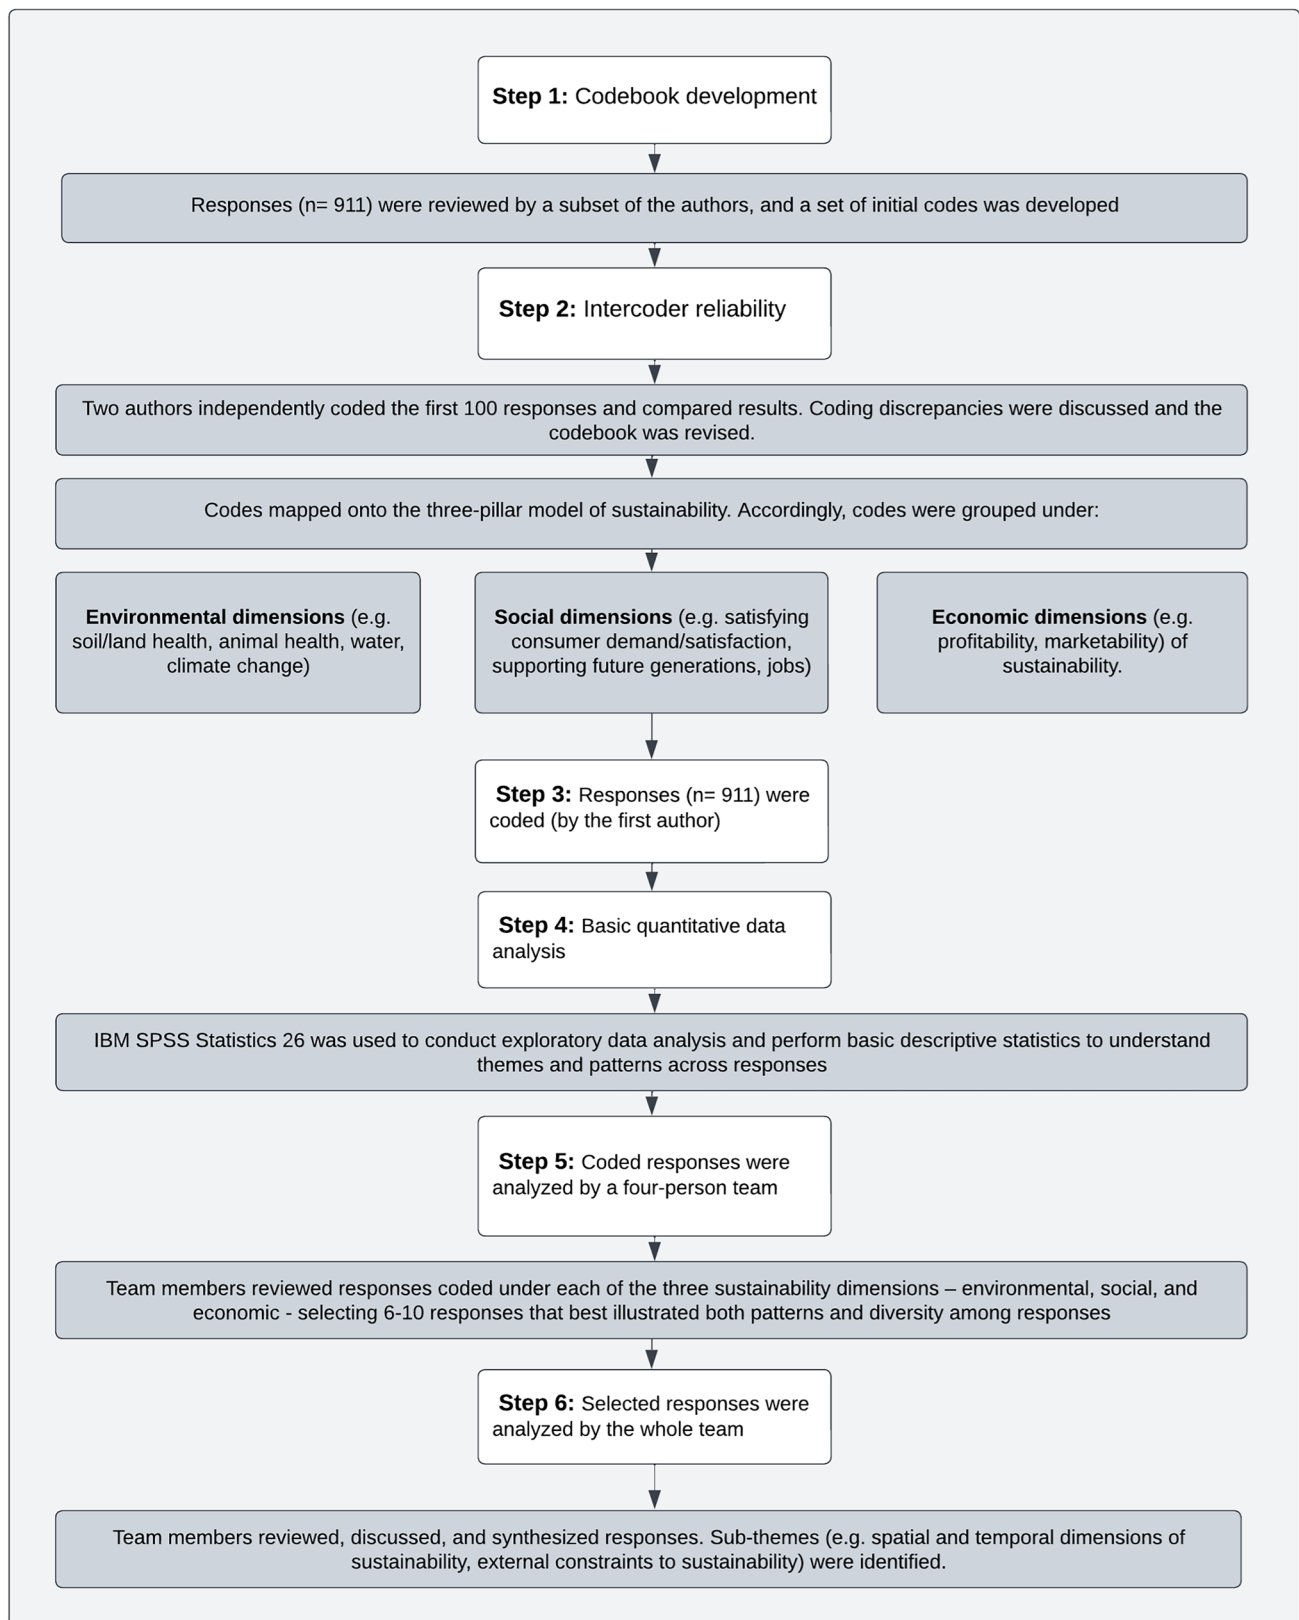 Step 1: Codebook development
Responses (n= 911) were reviewed by a subset of the authors, and a set of initial codes was developed
Step 2: Intercoder reliability
Two authors independently coded the first 100 responses and compared results. Coding discrepancies were discussed and the
codebook was revised.
Codes mapped onto the three-pillar model of sustainability. Accordingly, codes were grouped under:
Environmental dimensions (e.g.
soil/land health, animal health, water,
climate change)
Social dimensions (e.g. satisfying
consumer demand/satisfaction,
supporting future generations, jobs)
Economic dimensions (e.g.
profitability, marketability) of
sustainability.
Step 3: Responses (n= 911) were
coded (by the first author)
Step 4: Basic quantitative data
analysis
IBM SPSS Statistics 26 was used to conduct exploratory data analysis and perform basic descriptive statistics to understand
themes and patterns across responses
Step 5: Coded responses were
analyzed by a four-person team
Team members reviewed responses coded under each of the three sustainability dimensions – environmental, social, and
economic - selecting 6-10 responses that best illustrated both patterns and diversity among responses
Step 6: Selected responses were
analyzed by the whole team
Team members reviewed, discussed, and synthesized responses. Sub-themes (e.g. spatial and temporal dimensions of
sustainability, external constraints to sustainability) were identified.